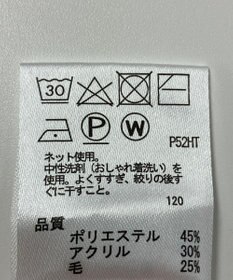 30
P W P52HT
ネット使用。
中性洗剤（おしゃれ着洗い）を
使用。よくすすぎ、絞りの後す
ぐに干すこと。
120
品質
ポリエステル 45%
アクリル 30%
毛 25%